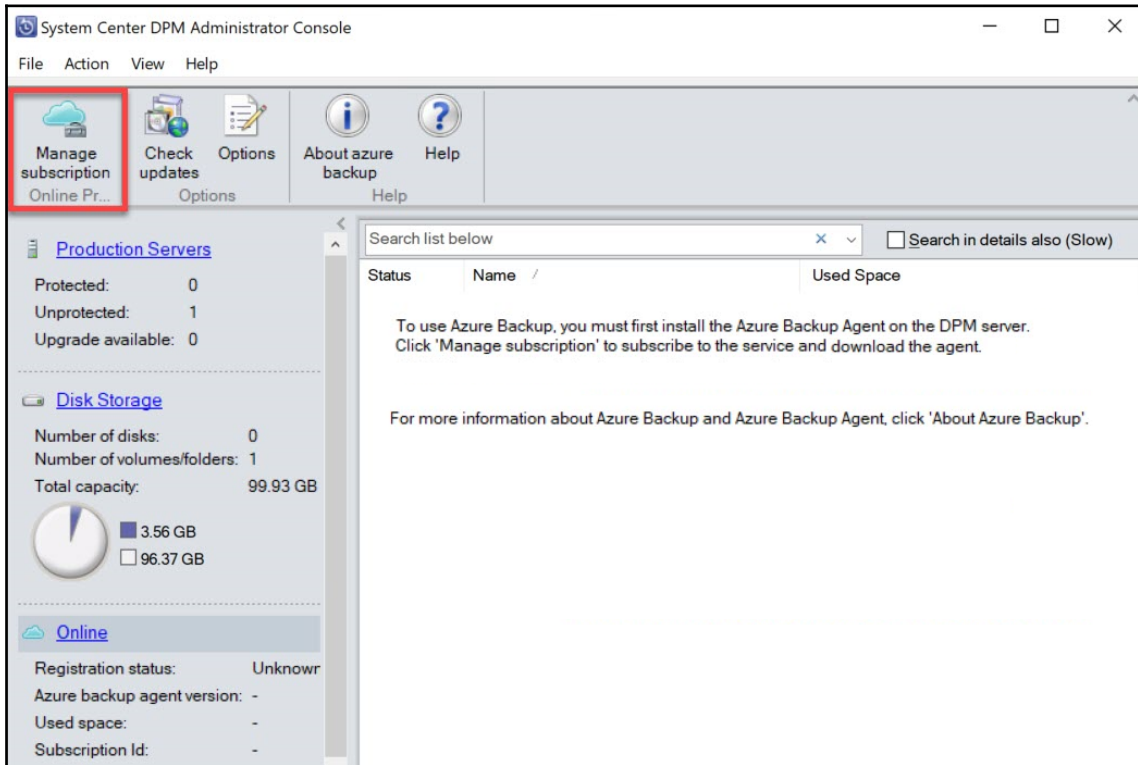 System Center DPM Administrator Console
File Action View Help
Manage subscription
Check updates
Options
About azure backup
Help
Online Pr...
Options
Help
Production Servers
Protected: 0
Unprotected: 1
Upgrade available: 0
Disk Storage
Number of disks: 0
Number of volumes/folders: 1
Total capacity: 99.93 GB
3.56 GB
96.37 GB
Online
Registration status: Unknown
Azure backup agent version: -
Used space: -
Subscription Id: -
Search list below
Search in details also (Slow)
Status Name Used Space
To use Azure Backup, you must first install the Azure Backup Agent on the DPM server.
Click 'Manage subscription' to subscribe to the service and download the agent.
For more information about Azure Backup and Azure Backup Agent, click 'About Azure Backup'.